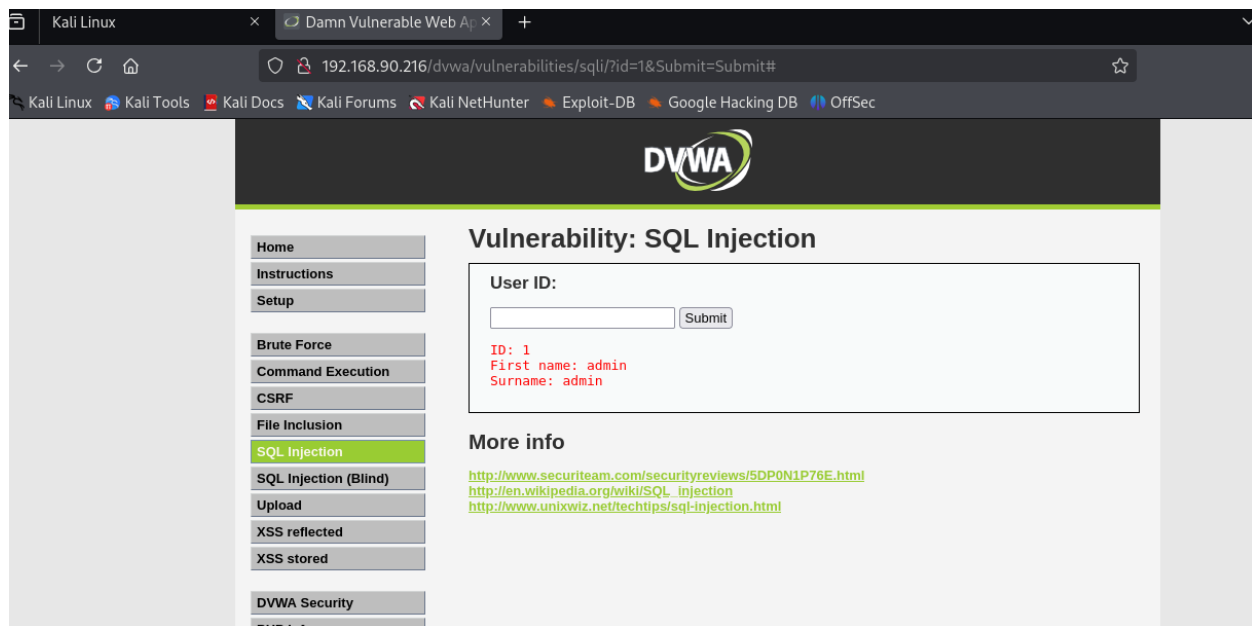 Kali Linux
Damn Vulnerable Web Ap
192.168.90.216/dvwa/vulnerabilities/sqli/?id=1&Submit=Submit#
Kali Linux Kali Tools Kali Docs Kali Forums Kali NetHunter Exploit-DB Google Hacking DB OffSec
DVWA
Home
Instructions
Setup
Brute Force
Command Execution
CSRF
File Inclusion
SQL Injection
SQL Injection (Blind)
Upload
XSS reflected
XSS stored
DVWA Security
Vulnerability: SQL Injection
User ID:
Submit
ID: 1
First name: admin
Surname: admin
More info
http://www.securiteam.com/securityreviews/5DP0N1P76E.html
http://en.wikipedia.org/wiki/SQL_injection
http://www.unixwiz.net/techtips/sql-injection.html